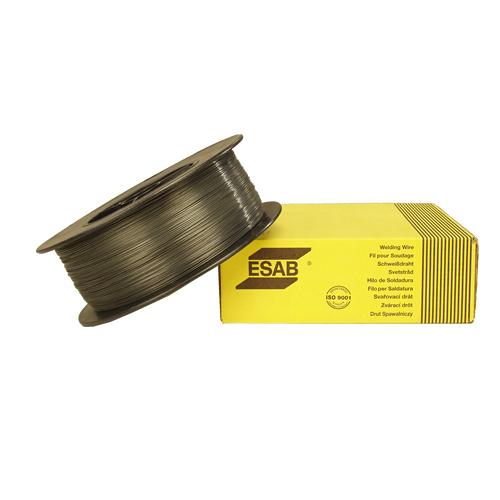 ESAB®
ISO 9001
Welding Wire
Fil pour Soudage
Schweißdraht
Svetstråd
Hilo de Soldadura
Filo per Saldatura
Svařovací drát
Zvárací drôt
Drut Spawalniczy